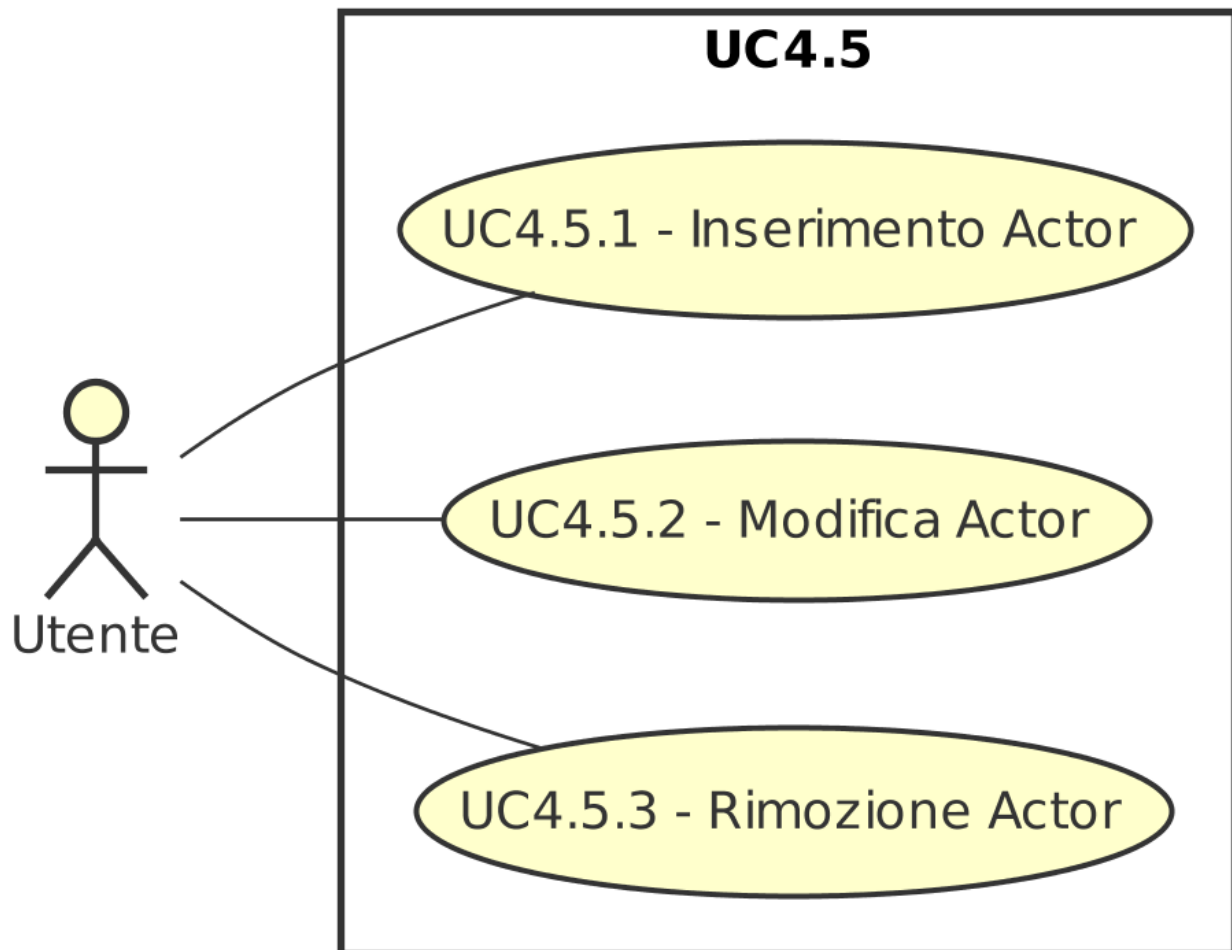 UC4.5
UC4.5.1 - Inserimento Actor
UC4.5.2 - Modifica Actor
Utente
UC4.5.3 - Rimozione Actor